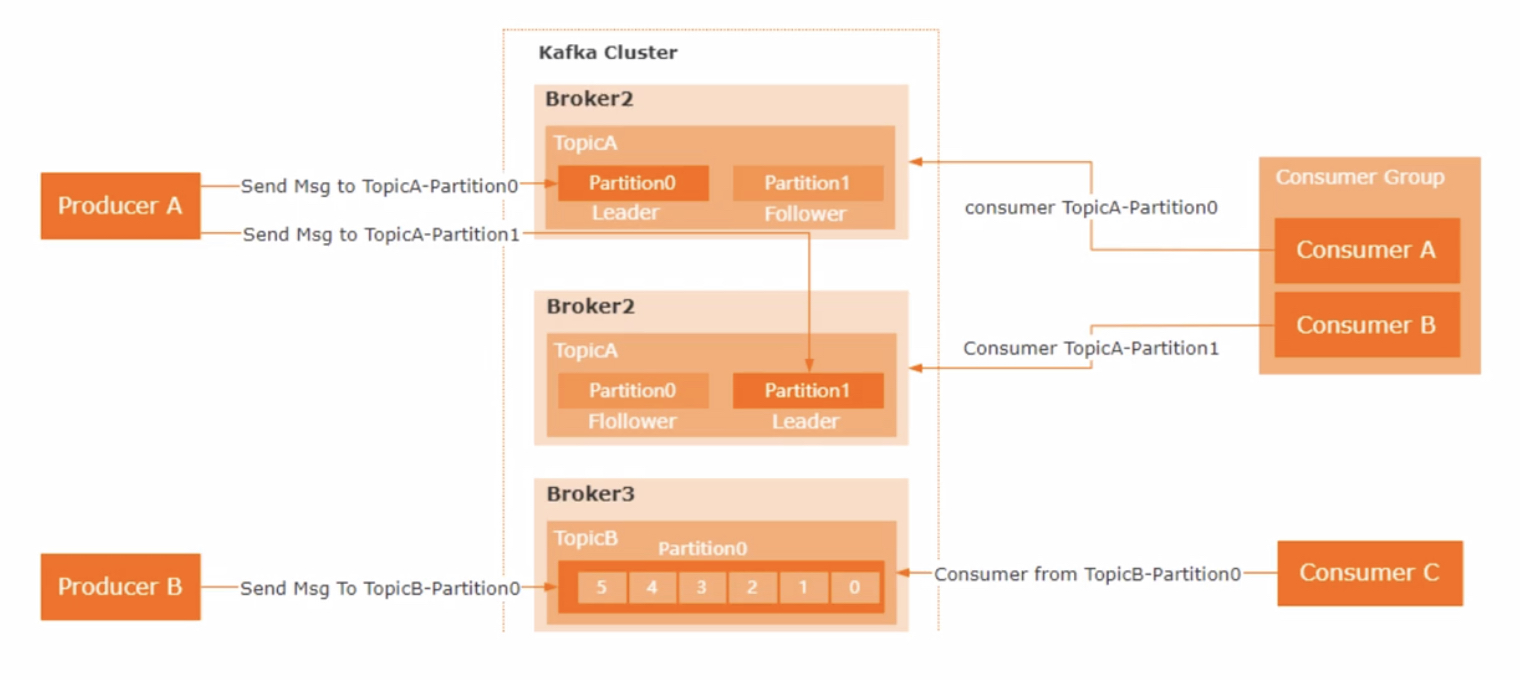 Kafka Cluster
Broker2
TopicA
Partition0
Partition1
Leader
Follower
Producer A
Send Msg to TopicA-Partition0
Send Msg to TopicA-Partition1
consumer TopicA-Partition0
Consumer Group
Consumer A
Consumer B
Broker2
TopicA
Partition0
Partition1
Flollower
Leader
Consumer TopicA-Partition1
Broker3
TopicB
Partition0
5 4 3 2 1 0
Producer B
Send Msg To TopicB-Partition0
Consumer from TopicB-Partition0
Consumer C